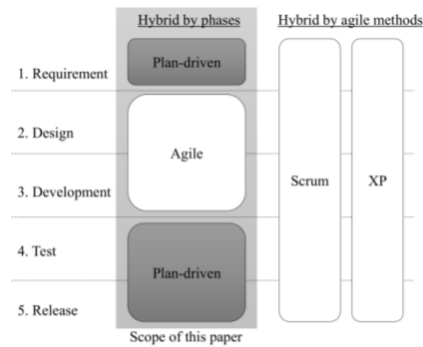 Hybrid by phases
Hybrid by agile methods
Plan-driven
1. Requirement
2. Design
Agile
3. Development
Scrum
XP
4. Test
Plan-driven
5. Release
Scope of this paper